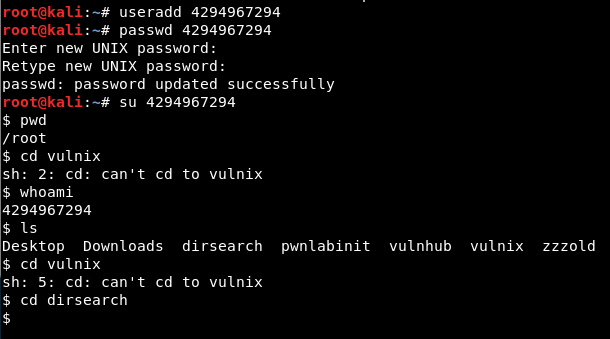 root@kali:~# useradd 4294967294
root@kali:~# passwd 4294967294
Enter new UNIX password:
Retype new UNIX password:
passwd: password updated successfully
root@kali:~# su 4294967294
$ pwd
/root
$ cd vulnix
sh: 2: cd: can't cd to vulnix
$ whoami
4294967294
$ ls
Desktop  Downloads  dirsearch  pwnlabinit  vulnhub  vulnix  zzzold
$ cd vulnix
sh: 5: cd: can't cd to vulnix
$ cd dirsearch
$